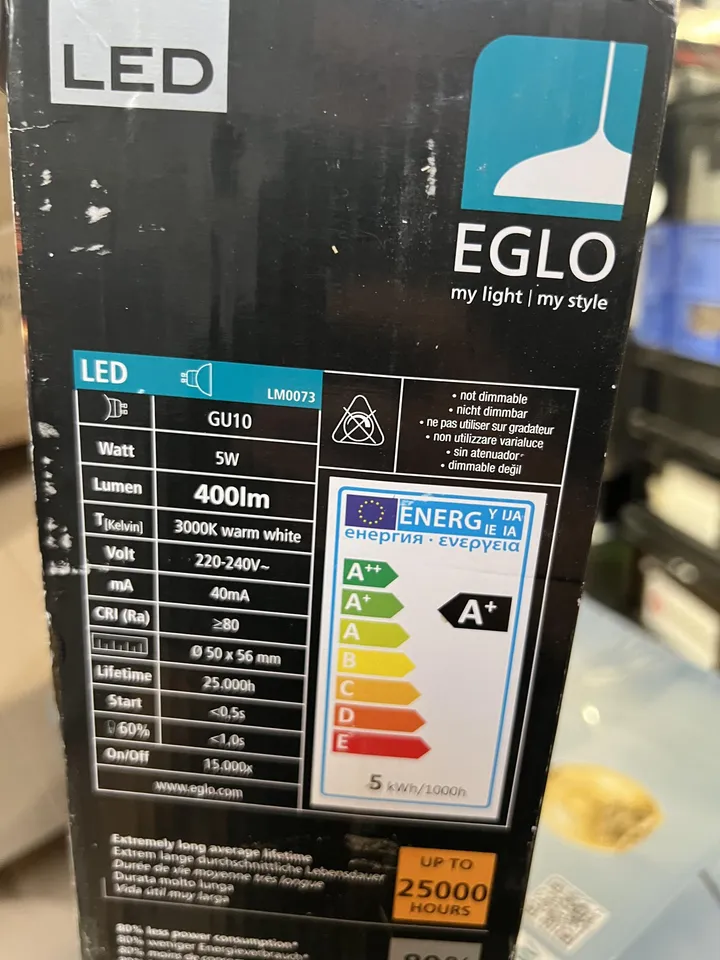 LED
EGLO
my light | my style
LED LM0073
GU10
Watt 5W
Lumen 400lm
T[Kelvin] 3000K warm white
Volt 220-240V~
mA 40mA
CRI (Ra) ≥80
Ø 50 x 56 mm
Lifetime 25.000h
Start <0,5s
60% <1,0s
On/Off 15.000x
www.eglo.com
• not dimmable
• nicht dimmbar
• ne pas utiliser sur gradateur
• non utilizzare varialuce
• sin atenuador
• dimmable değil
ENERG Y IJA
IE IA
енергия · ενεργεια
A++
A+
A
B
C
D
E
A+
5 kWh/1000h
Extremely long average lifetime
Extrem lange durchschnittliche Lebensdauer
Durée de vie moyenne très longue
Durata molto lunga
Vida útil muy larga
UP TO
25000
HOURS
80% less power consumption*
80% weniger Energieverbrauch*
80% moins de
80%